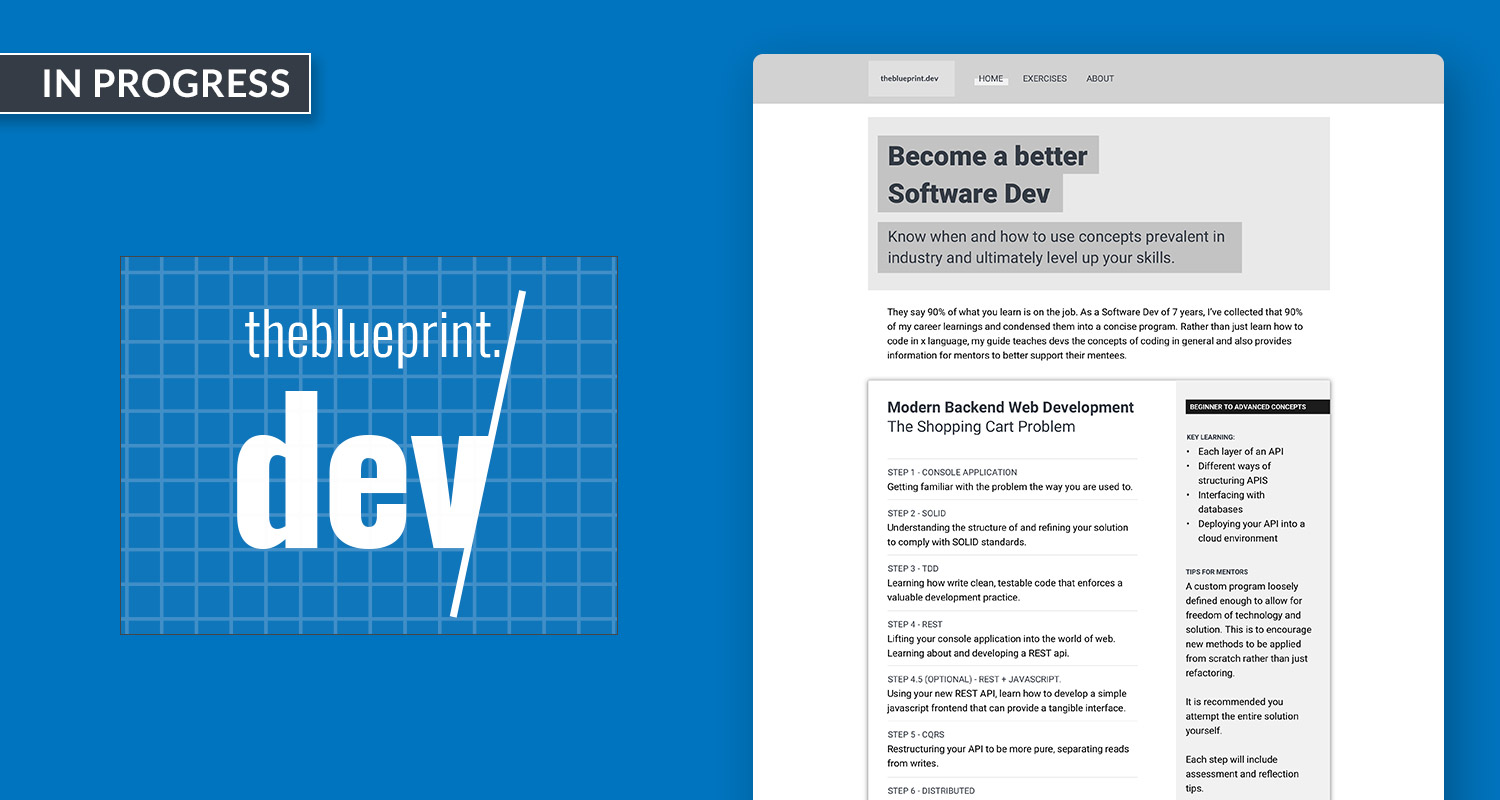 IN PROGRESS
theblueprint.
dev
theblueprint.dev
HOME
EXERCISES
ABOUT
Become a better
Software Dev
Know when and how to use concepts prevalent in
industry and ultimately level up your skills.
They say 90% of what you learn is on the job. As a Software Dev of 7 years, I've collected that 90%
of my career learnings and condensed them into a concise program. Rather than just learn how to
code in x language, my guide teaches devs the concepts of coding in general and also provides
information for mentors to better support their mentees.
Modern Backend Web Development
The Shopping Cart Problem
STEP 1 - CONSOLE APPLICATION
Getting familiar with the problem the way you are used to.
STEP 2 - SOLID
Understanding the structure of and refining your solution
to comply with SOLID standards.
STEP 3 - TDD
Learning how write clean, testable code that enforces a
valuable development practice.
STEP 4 - REST
Lifting your console application into the world of web.
Learning about and developing a REST api.
STEP 4.5 (OPTIONAL) - REST + JAVASCRIPT.
Using your new REST API, learn how to develop a simple
javascript frontend that can provide a tangible interface.
STEP 5 - CQRS
Restructuring your API to be more pure, separating reads
from writes.
STEP 6 - DISTRIBUTED
BEGINNER TO ADVANCED CONCEPTS
KEY LEARNING:
• Each layer of an API
• Different ways of
structuring APIS
• Interfacing with
databases
• Deploying your API into a
cloud environment
TIPS FOR MENTORS
A custom program loosely
defined enough to allow for
freedom of technology and
solution. This is to encourage
new methods to be applied
from scratch rather than just
refactoring.
It is recommended you
attempt the entire solution
yourself.
Each step will include
assessment and reflection
tips.